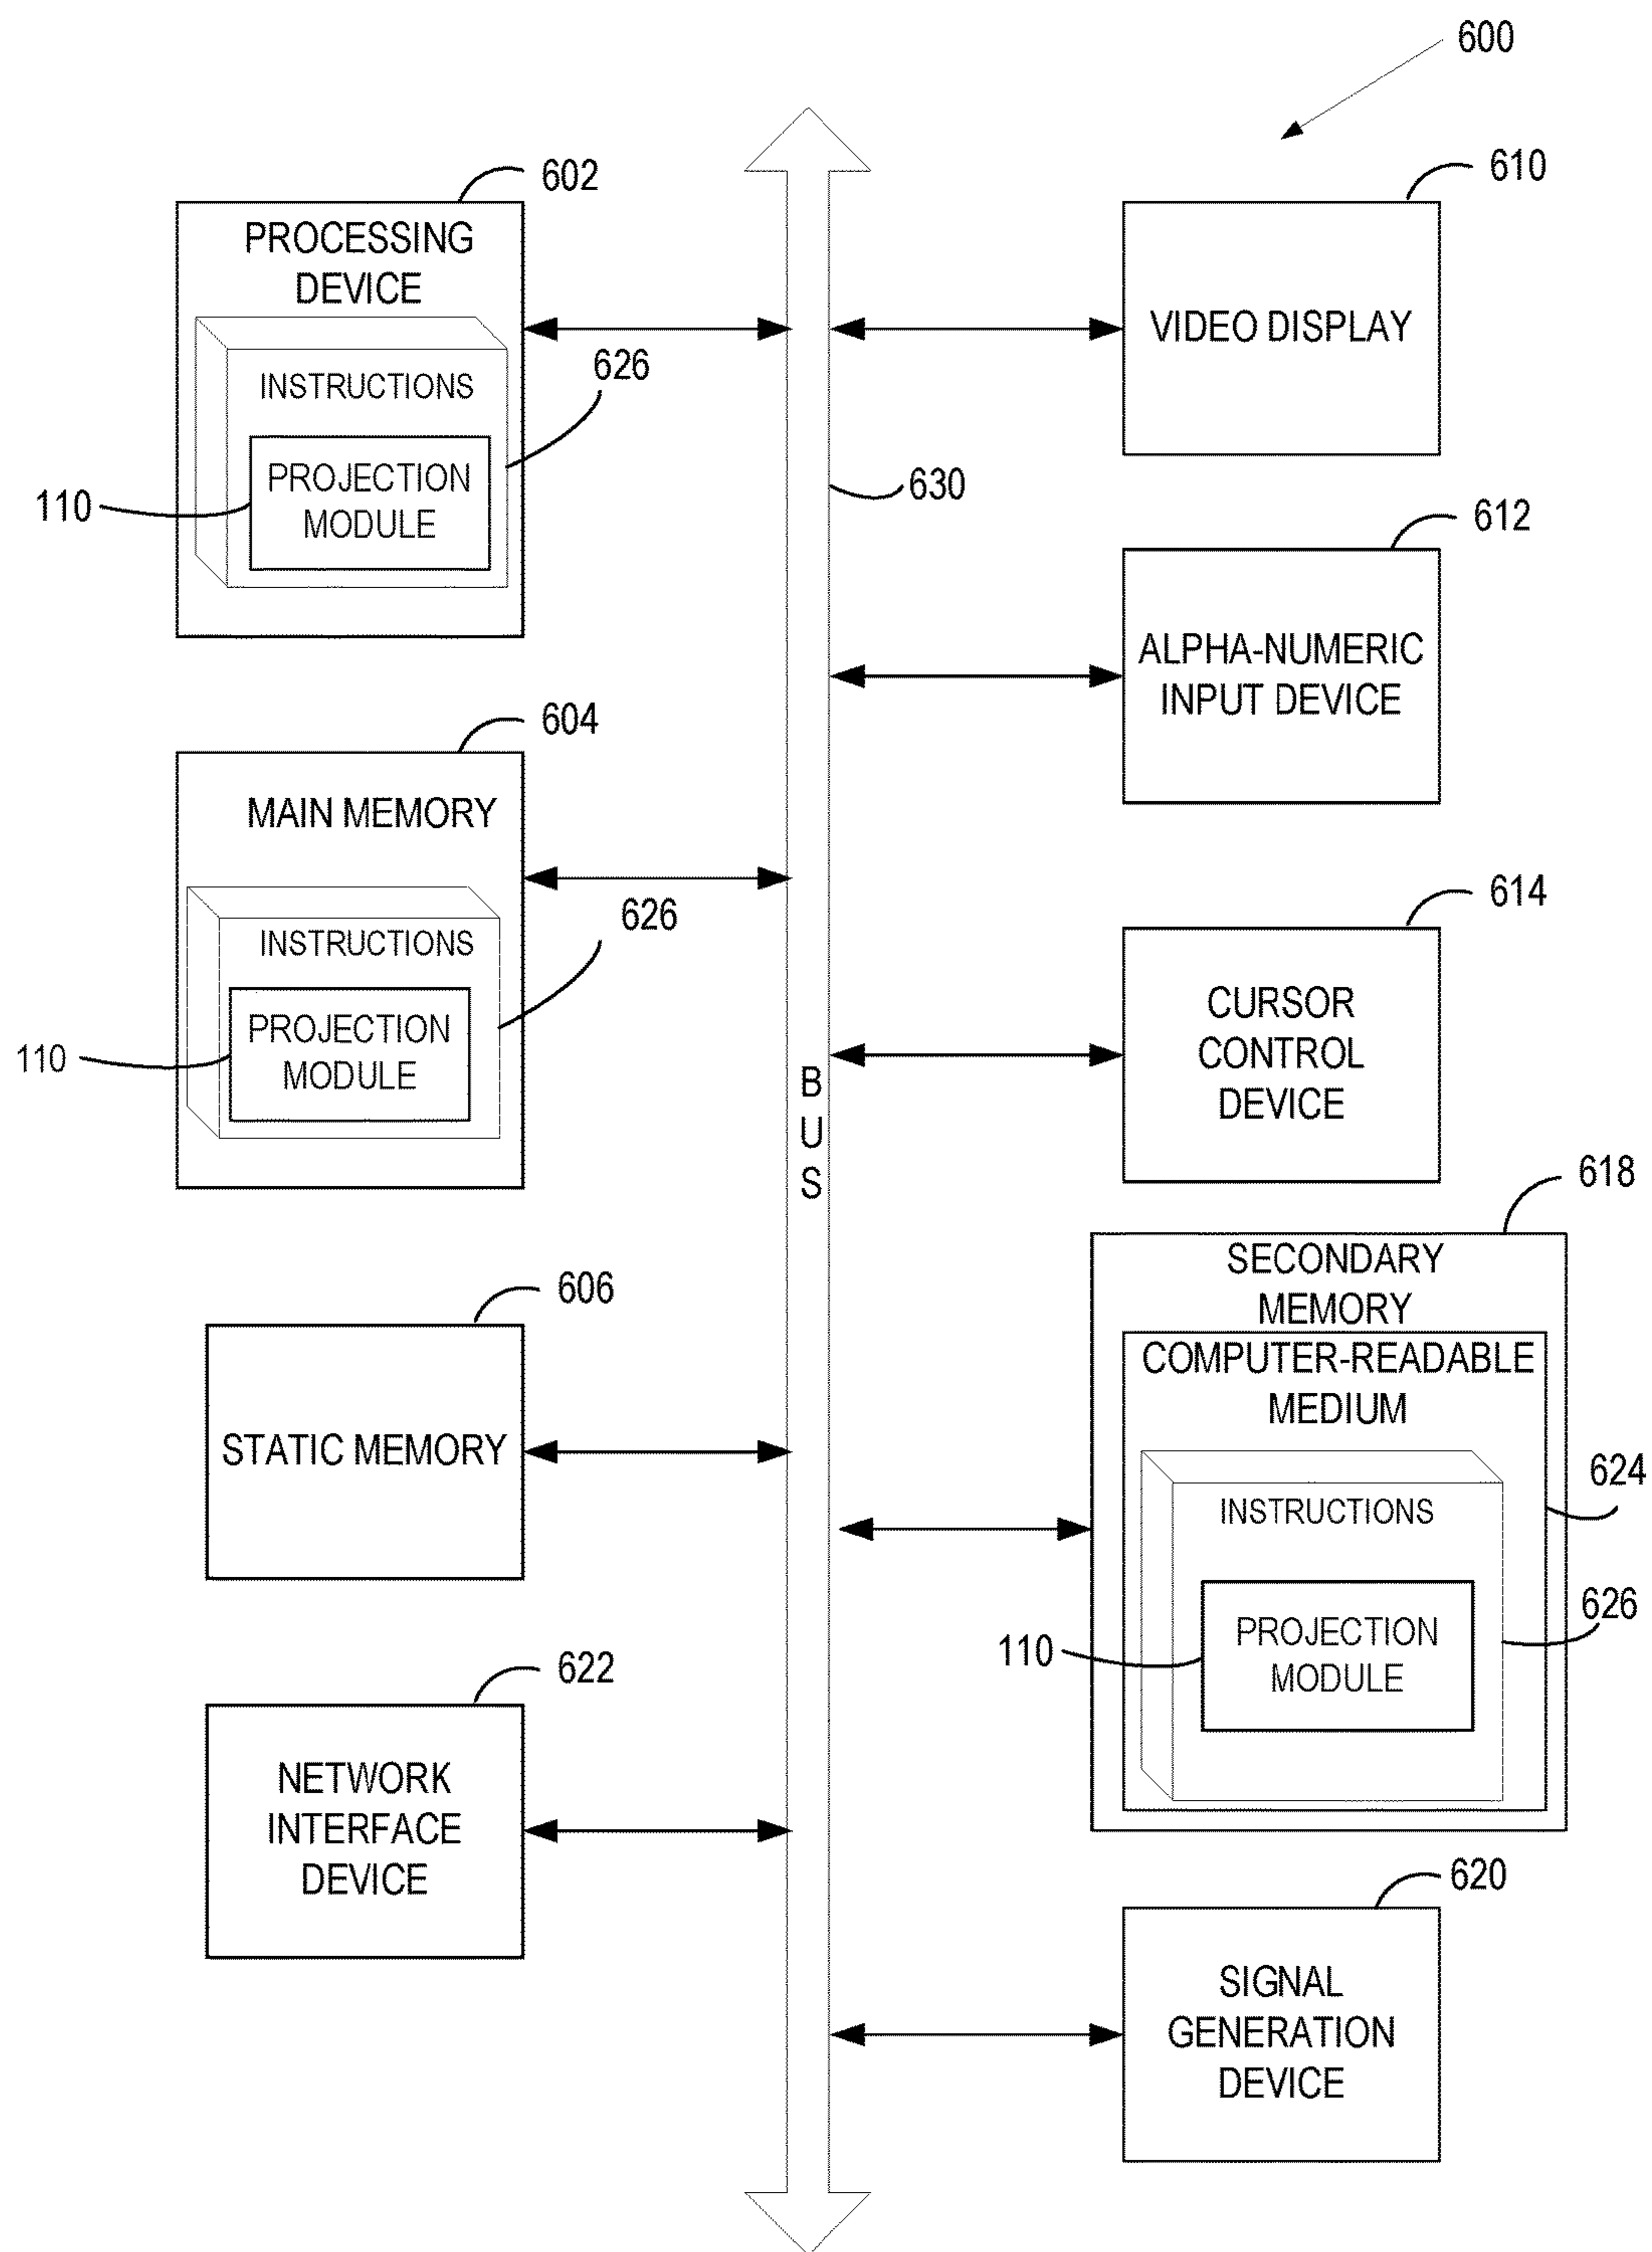 600
602
PROCESSING
DEVICE
INSTRUCTIONS
626
PROJECTION
MODULE
110
604
MAIN MEMORY
INSTRUCTIONS
626
PROJECTION
MODULE
110
606
STATIC MEMORY
622
NETWORK
INTERFACE
DEVICE
630
B
U
S
610
VIDEO DISPLAY
612
ALPHA-NUMERIC
INPUT DEVICE
614
CURSOR
CONTROL
DEVICE
618
SECONDARY
MEMORY
COMPUTER-READABLE
MEDIUM
624
INSTRUCTIONS
626
PROJECTION
MODULE
110
620
SIGNAL
GENERATION
DEVICE